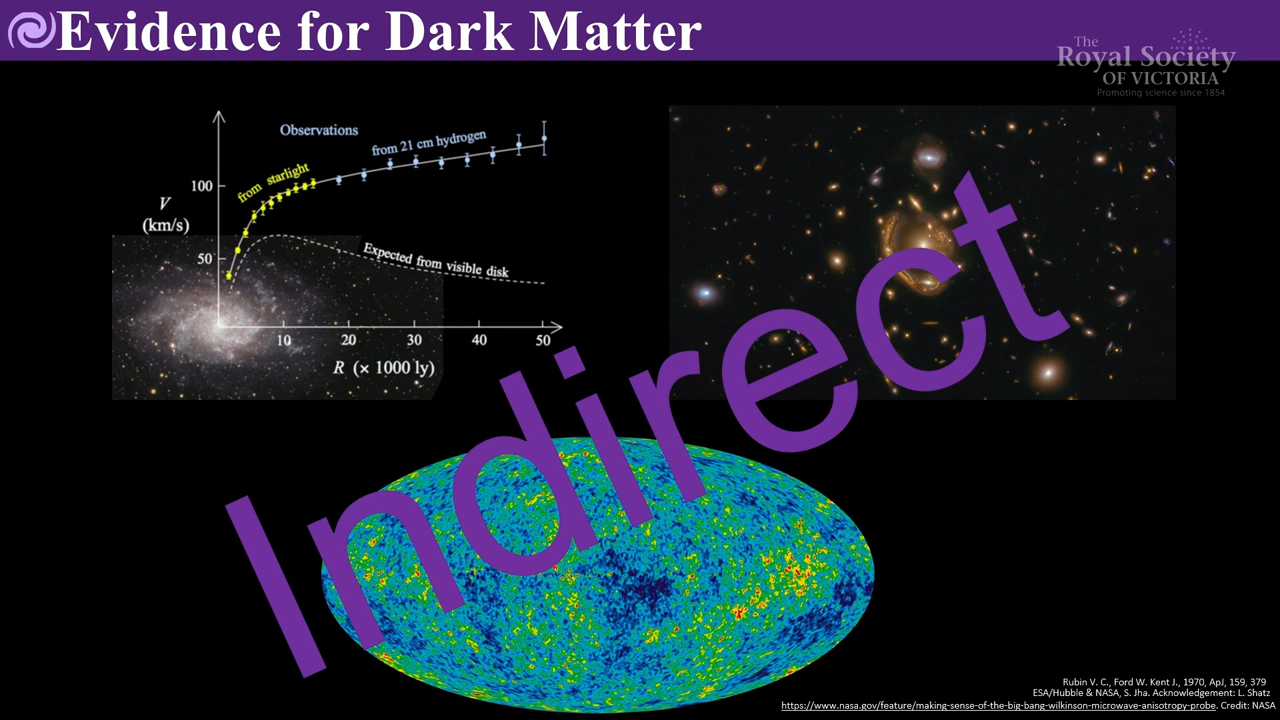 Evidence for Dark Matter
The
Royal Society
OF VICTORIA
Promoting science since 1854
Observations
from 21 cm hydrogen
from starlight
100
V
(km/s)
50
Expected from visible disk
10 20 30 40 50
R (× 1000 ly)
Indirect
Rubin V. C., Ford W. Kent J., 1970, ApJ, 159, 379
ESA/Hubble & NASA, S. Jha. Acknowledgement: L. Shatz
https://www.nasa.gov/feature/making-sense-of-the-big-bang-wilkinson-microwave-anisotropy-probe. Credit: NASA